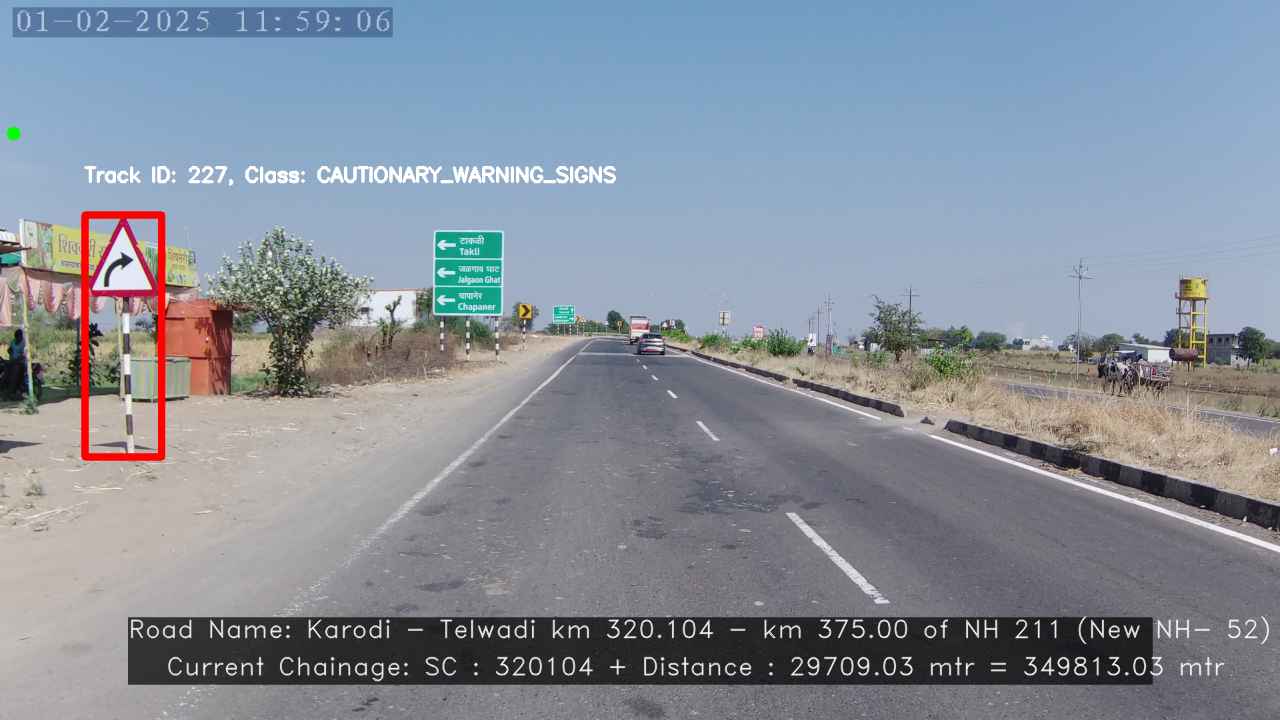 01-02-2025 11:59:06
Track ID: 227, Class: CAUTIONARY_WARNING_SIGNS
टाकळी
Takli
जळगाव घाट
Jalgaon Ghat
चापानेर
Chapaner
Road Name: Karodi - Telwadi km 320.104 - km 375.00 of NH 211 (New NH- 52)
Current Chainage: SC : 320104 + Distance : 29709.03 mtr = 349813.03 mtr